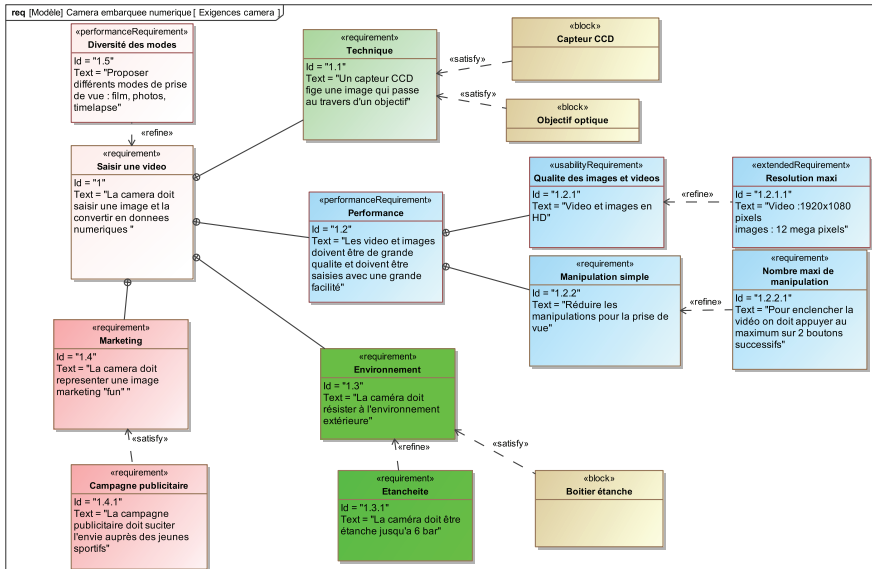 req [Modèle] Camera embarquee numerique [ Exigences camera ]
«performanceRequirement»
Diversité des modes
Id = "1.5"
Text = "Proposer
différents modes de prise
de vue : film, photos,
timelapse"
«refine»
«requirement»
Saisir une video
Id = "1"
Text = "La camera doit
saisir une image et la
convertir en donnees
numeriques "
«requirement»
Technique
Id = "1.1"
Text = "Un capteur CCD
fige une image qui passe
au travers d'un objectif"
«satisfy»
«satisfy»
«block»
Capteur CCD
«block»
Objectif optique
«performanceRequirement»
Performance
Id = "1.2"
Text = "Les video et images
doivent être de grande
qualite et doivent être
saisies avec une grande
facilité"
«usabilityRequirement»
Qualite des images et videos
Id = "1.2.1"
Text = "Video et images en
HD"
«refine»
«extendedRequirement»
Resolution maxi
Id = "1.2.1.1"
Text = "Video :1920x1080
pixels
images : 12 mega pixels"
«requirement»
Manipulation simple
Id = "1.2.2"
Text = "Réduire les
manipulations pour la prise de
vue"
«refine»
«requirement»
Nombre maxi de
manipulation
Id = "1.2.2.1"
Text = "Pour enclencher la
vidéo on doit appuyer au
maximum sur 2 boutons
successifs"
«requirement»
Marketing
Id = "1.4"
Text = "La camera doit
representer une image
marketing "fun" "
«satisfy»
«requirement»
Campagne publicitaire
Id = "1.4.1"
Text = "La campagne
publicitaire doit suciter
l'envie auprès des jeunes
sportifs"
«requirement»
Environnement
Id = "1.3"
Text = "La caméra doit
résister à l'environnement
extérieure"
«refine»
«satisfy»
«requirement»
Etancheite
Id = "1.3.1"
Text = "La caméra doit être
étanche jusqu'a 6 bar"
«block»
Boitier étanche